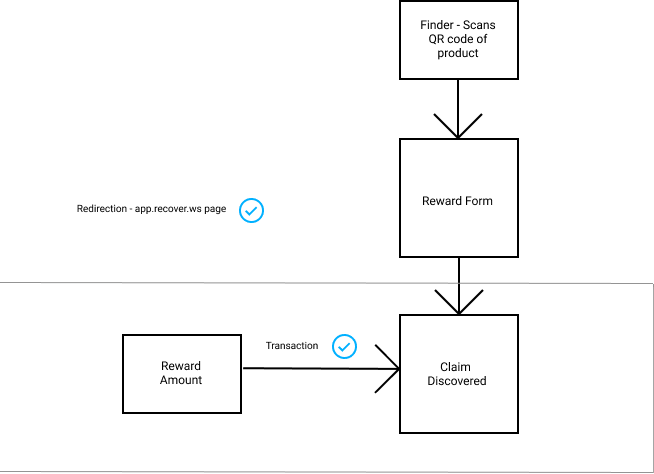 Finder - Scans
QR code of
product
Reward Form
Redirection - app.recover.ws page
Transaction
Reward
Amount
Claim
Discovered